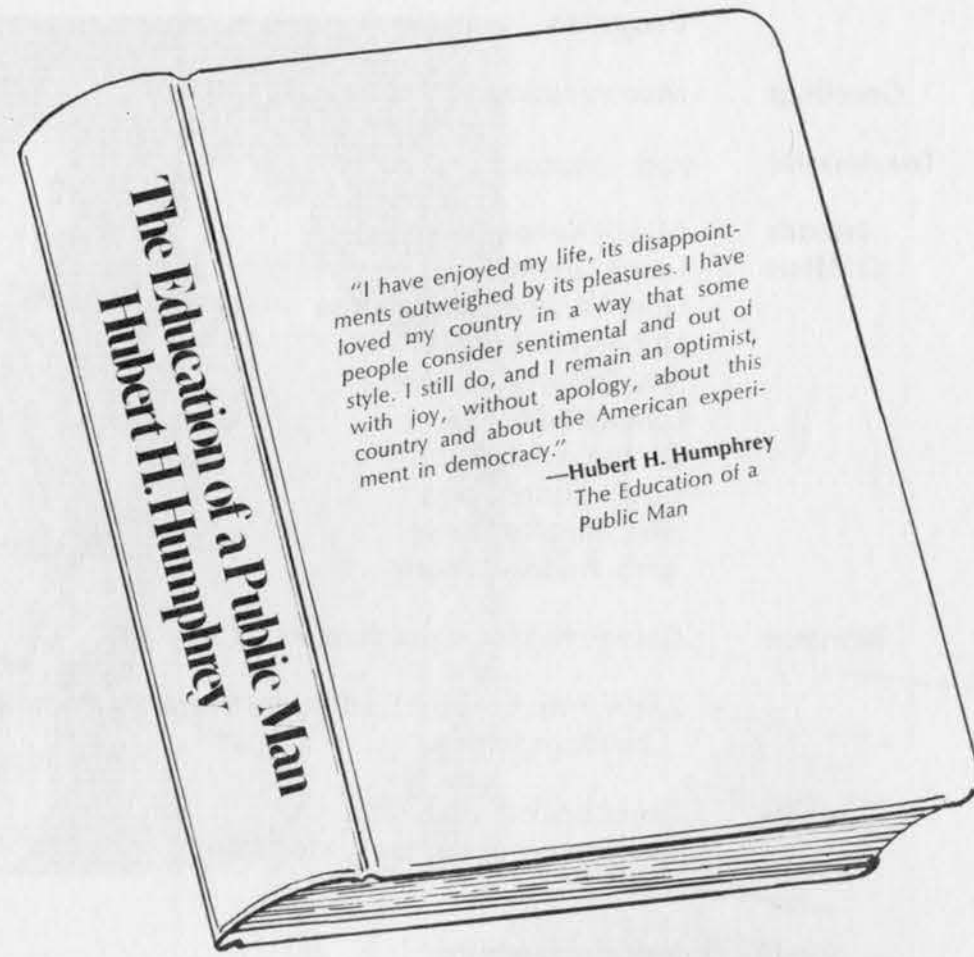 The Education of a Public Man
Hubert H. Humphrey
"I have enjoyed my life, its disappoint-
ments outweighed by its pleasures. I have
loved my country in a way that some
people consider sentimental and out of
style. I still do, and I remain an optimist,
with joy, without apology, about this
country and about the American experi-
ment in democracy."
—Hubert H. Humphrey
The Education of a
Public Man